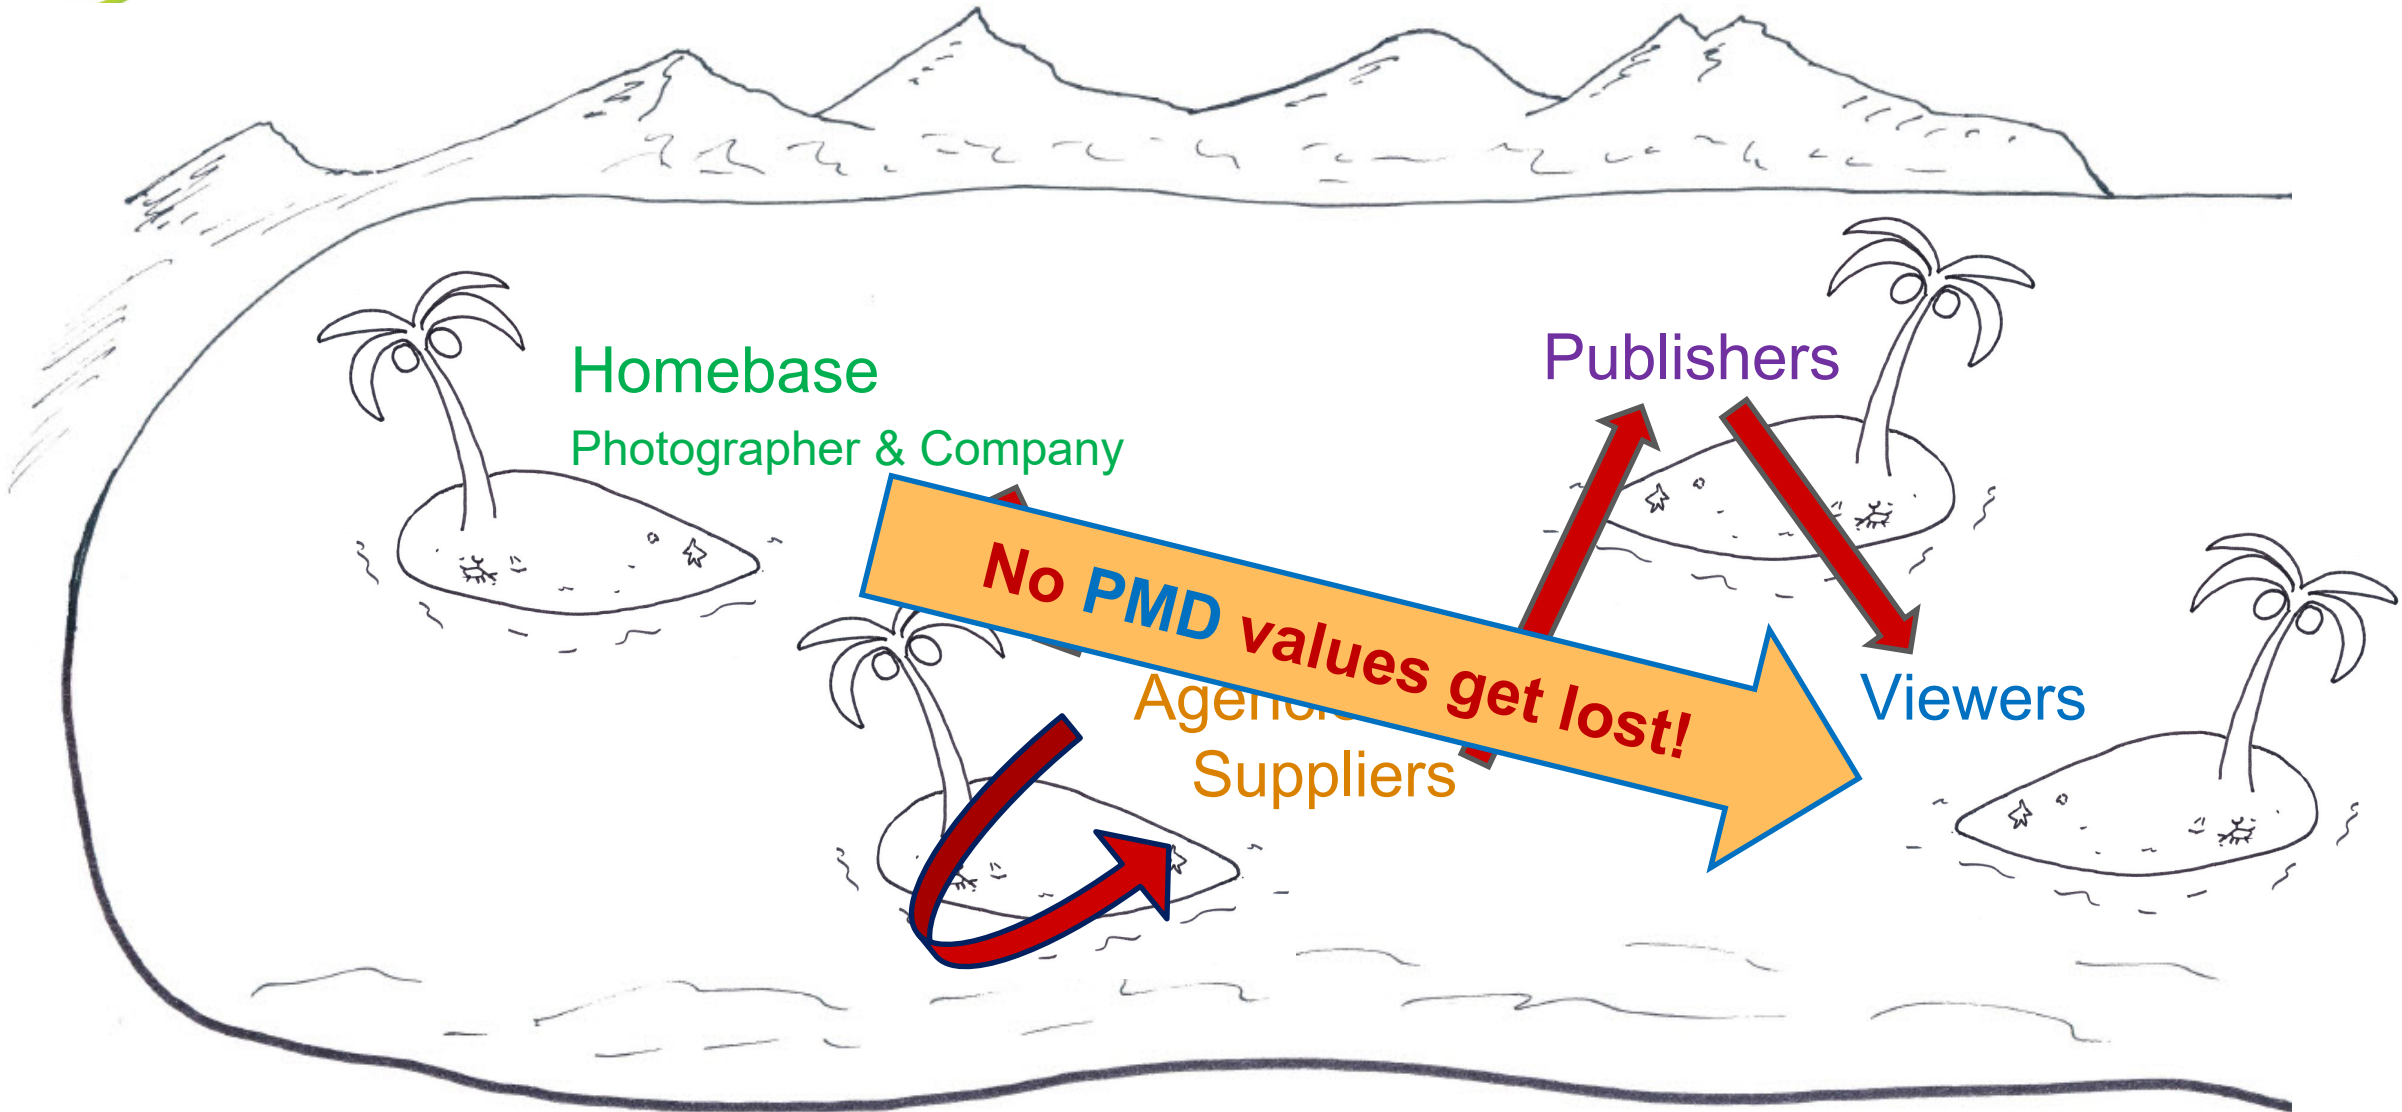 Homebase
Photographer & Company
Publishers
No PMD values get lost!
Viewers
Suppliers